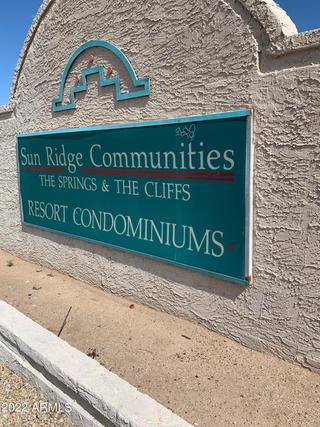 Sun Ridge Communities
THE SPRINGS & THE CLIFFS
RESORT CONDOMINIUMS
2022 ARMLS